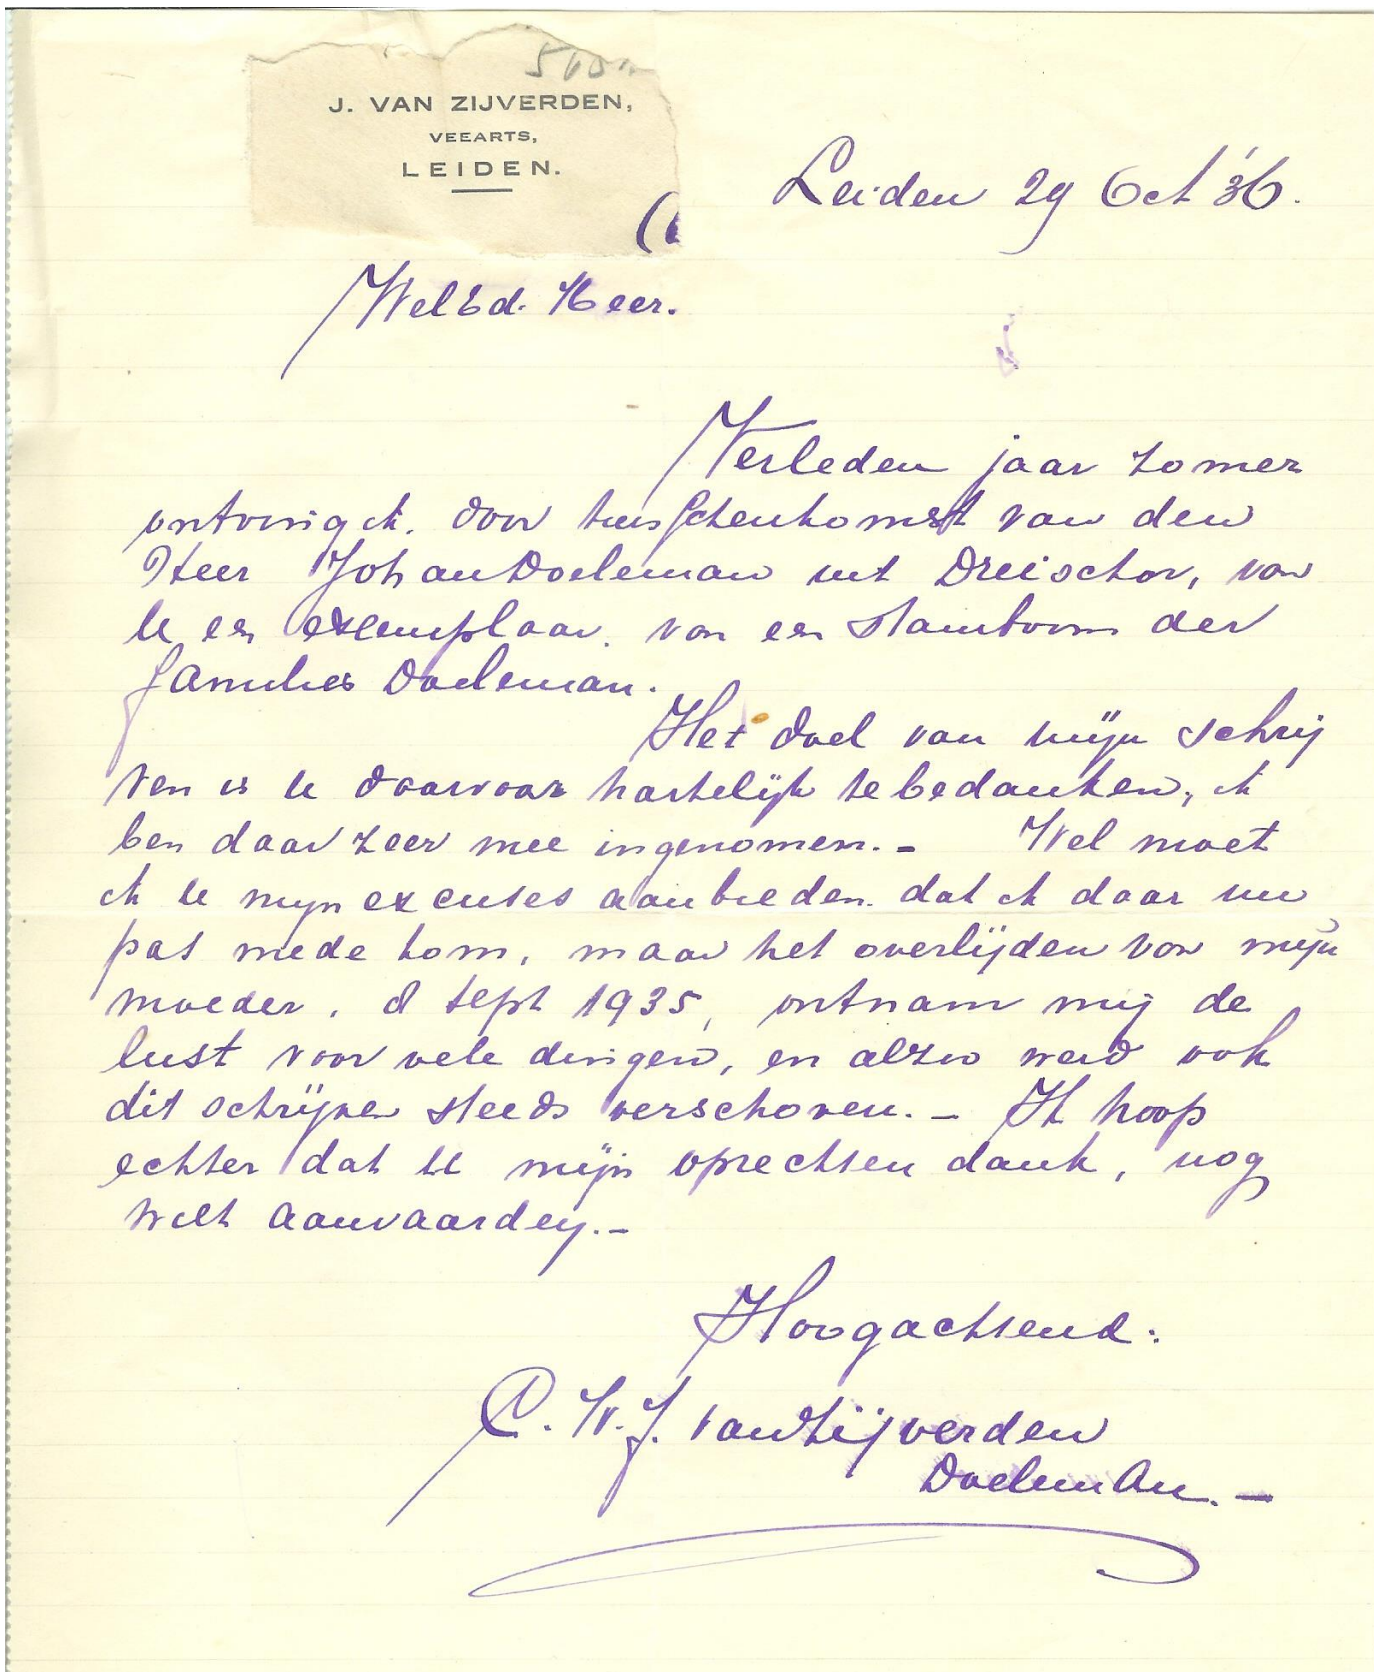 J. VAN ZIJVERDEN,
VEEARTS,
LEIDEN.
Leiden 29 Oct '36.
WelEd. Heer.
Verleden jaar zomer
ontving ik. door tusschenkomst van den
Heer Johan Doeleman uit Dreischor, van
U een exemplaar. van een stamboom der
families Doeleman.
Het doel van mijn schrij
ven is U daarvoor hartelijk te bedanken, ik
ben daar zeer mee ingenomen. - Wel moet
ik U mijn excuses aanbieden. dat ik daar nu
pas mede kom, maar het overlijden van mijn
moeder, 8 Sept 1935, ontnam mij de
lust voor vele dingen, en alzoo werd ook
dit schrijven steeds verschoven. - Ik hoop
echter dat U mijn oprechten dank, nog
wilt aanvaarden. -
Hoogachtend:
C. W. J. van Zijverden
Doeleman. -